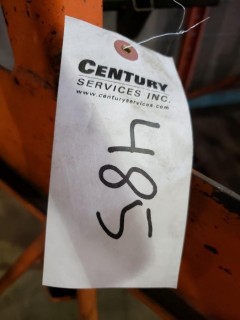 CENTURY
SERVICES INC.
www.centuryservices.com
485